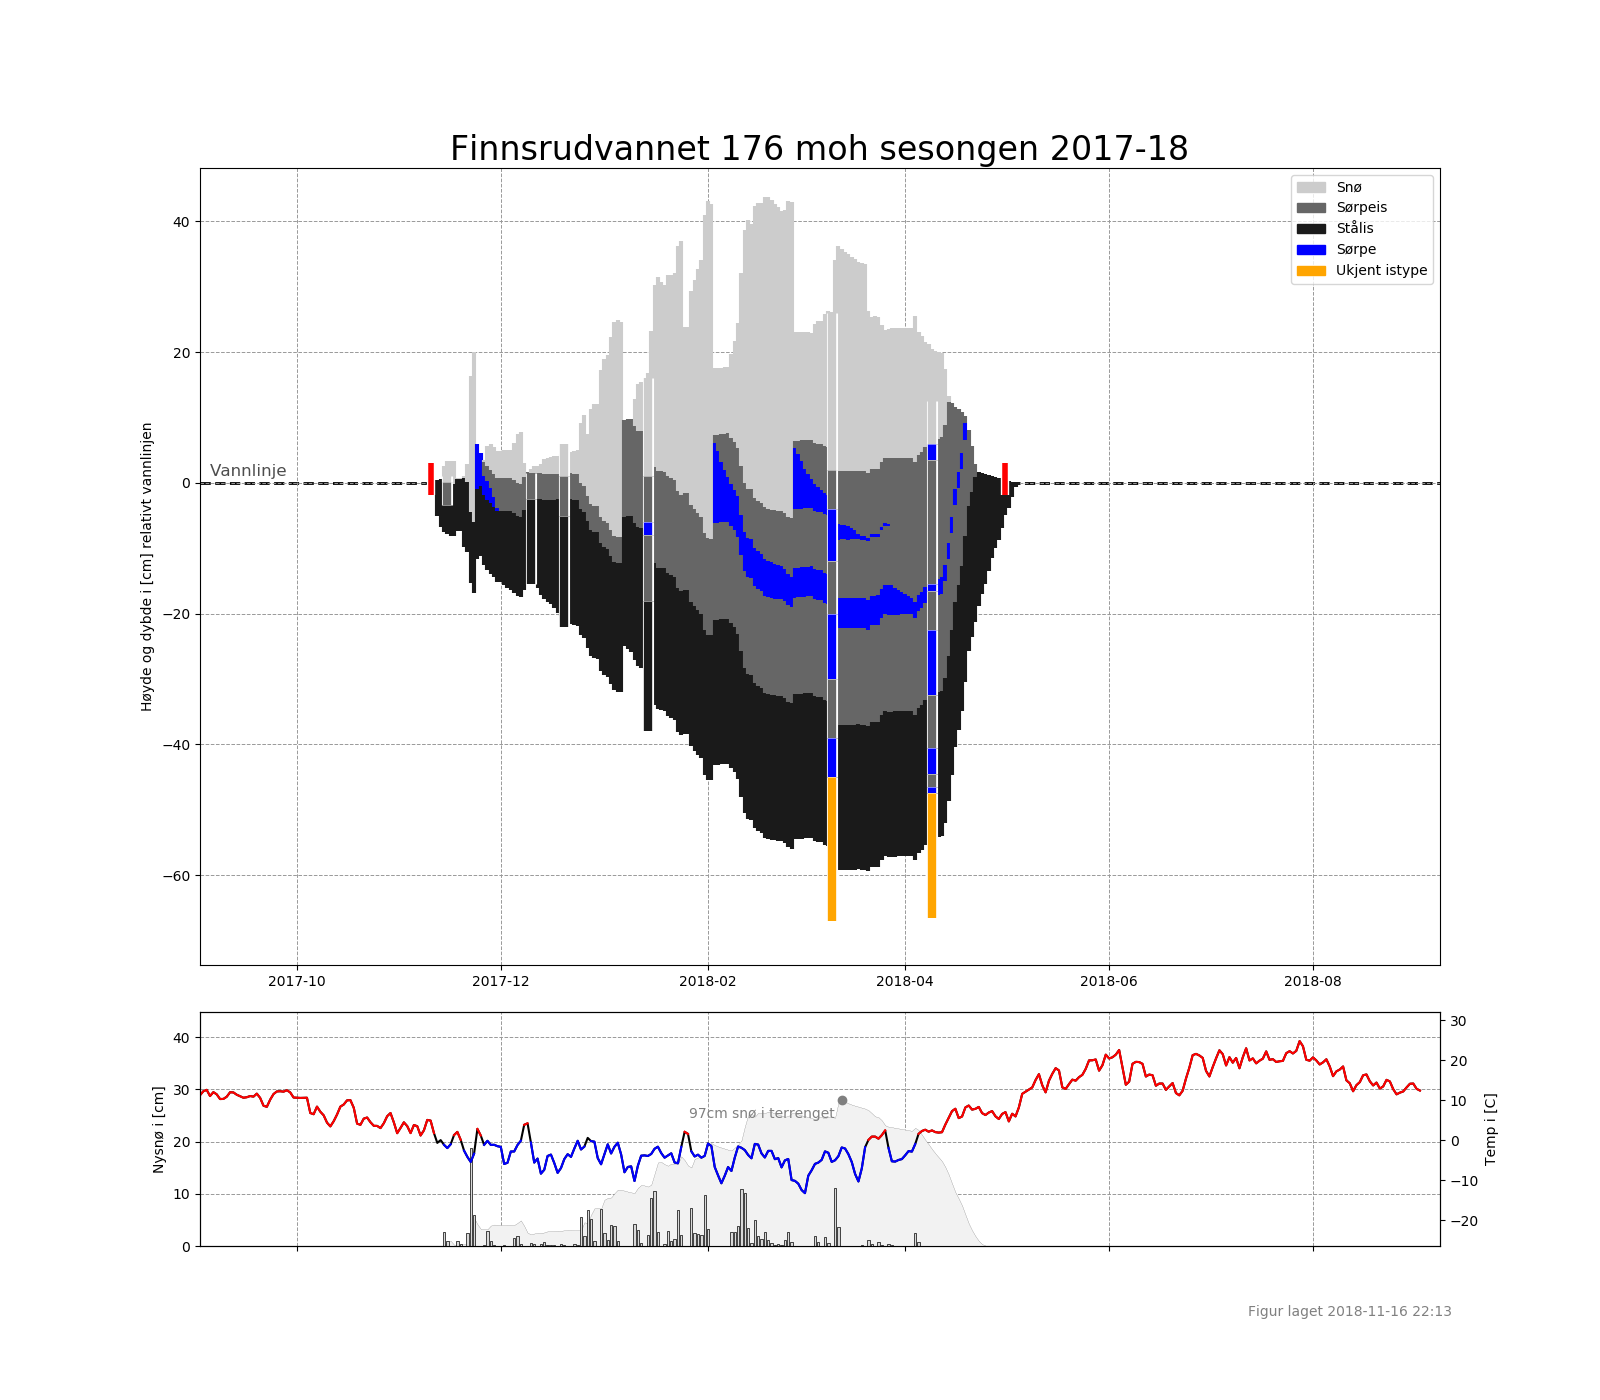 Finnsrudvannet 176 moh sesongen 2017-18
Snø
Sørpeis
Stålis
Sørpe
Ukjent istype
Høyde og dybde i [cm] relativt vannlinjen
40
20
0
−20
−40
−60
Vannlinje
2017-10 2017-12 2018-02 2018-04 2018-06 2018-08
Nysnø i [cm]
40
30
20
10
0
97cm snø i terrenget
30
20
10
0
−10
−20
Temp i [C]
Figur laget 2018-11-16 22:13